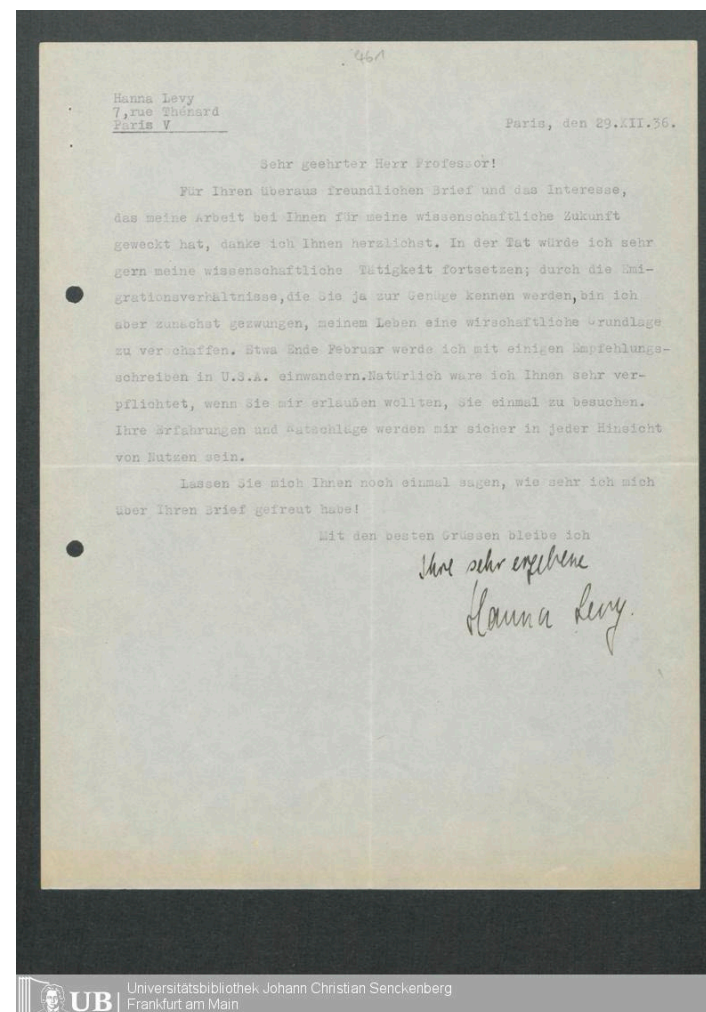 461
Hanna Levy
7,rue Thénard
Paris V
Paris, den 29.XII.36.
Sehr geehrter Herr Professor!
Für Ihren überaus freundlichen Brief und das Interesse,
das meine Arbeit bei Ihnen für meine wissenschaftliche Zukunft
geweckt hat, danke ich Ihnen herzlichst. In der Tat würde ich sehr
gern meine wissenschaftliche Tätigkeit fortsetzen; durch die Emi-
grationsverhältnisse,die Sie ja zur Genüge kennen werden,bin ich
aber zunächst gezwungen, meinem Leben eine wirschaftliche Grundlage
zu ver chaffen. Etwa Ende Februar werde ich mit einigen Empfehlungs-
schreiben in U.S.A. einwandern.Natürlich wäre ich Ihnen sehr ver-
pflichtet, wenn Sie mir erlauben wollten, Sie einmal zu besuchen.
Ihre Erfahrungen und Ratschläge werden mir sicher in jeder Hinsicht
von Nutzen sein.
Lassen Sie mich Ihnen noch einmal sagen, wie sehr ich mich
über Ihren Brief gefreut habe!
Mit den besten Grüssen bleibe ich
Ihre sehr ergebene
Hanna Levy.
UB Universitätsbibliothek Johann Christian Senckenberg
Frankfurt am Main